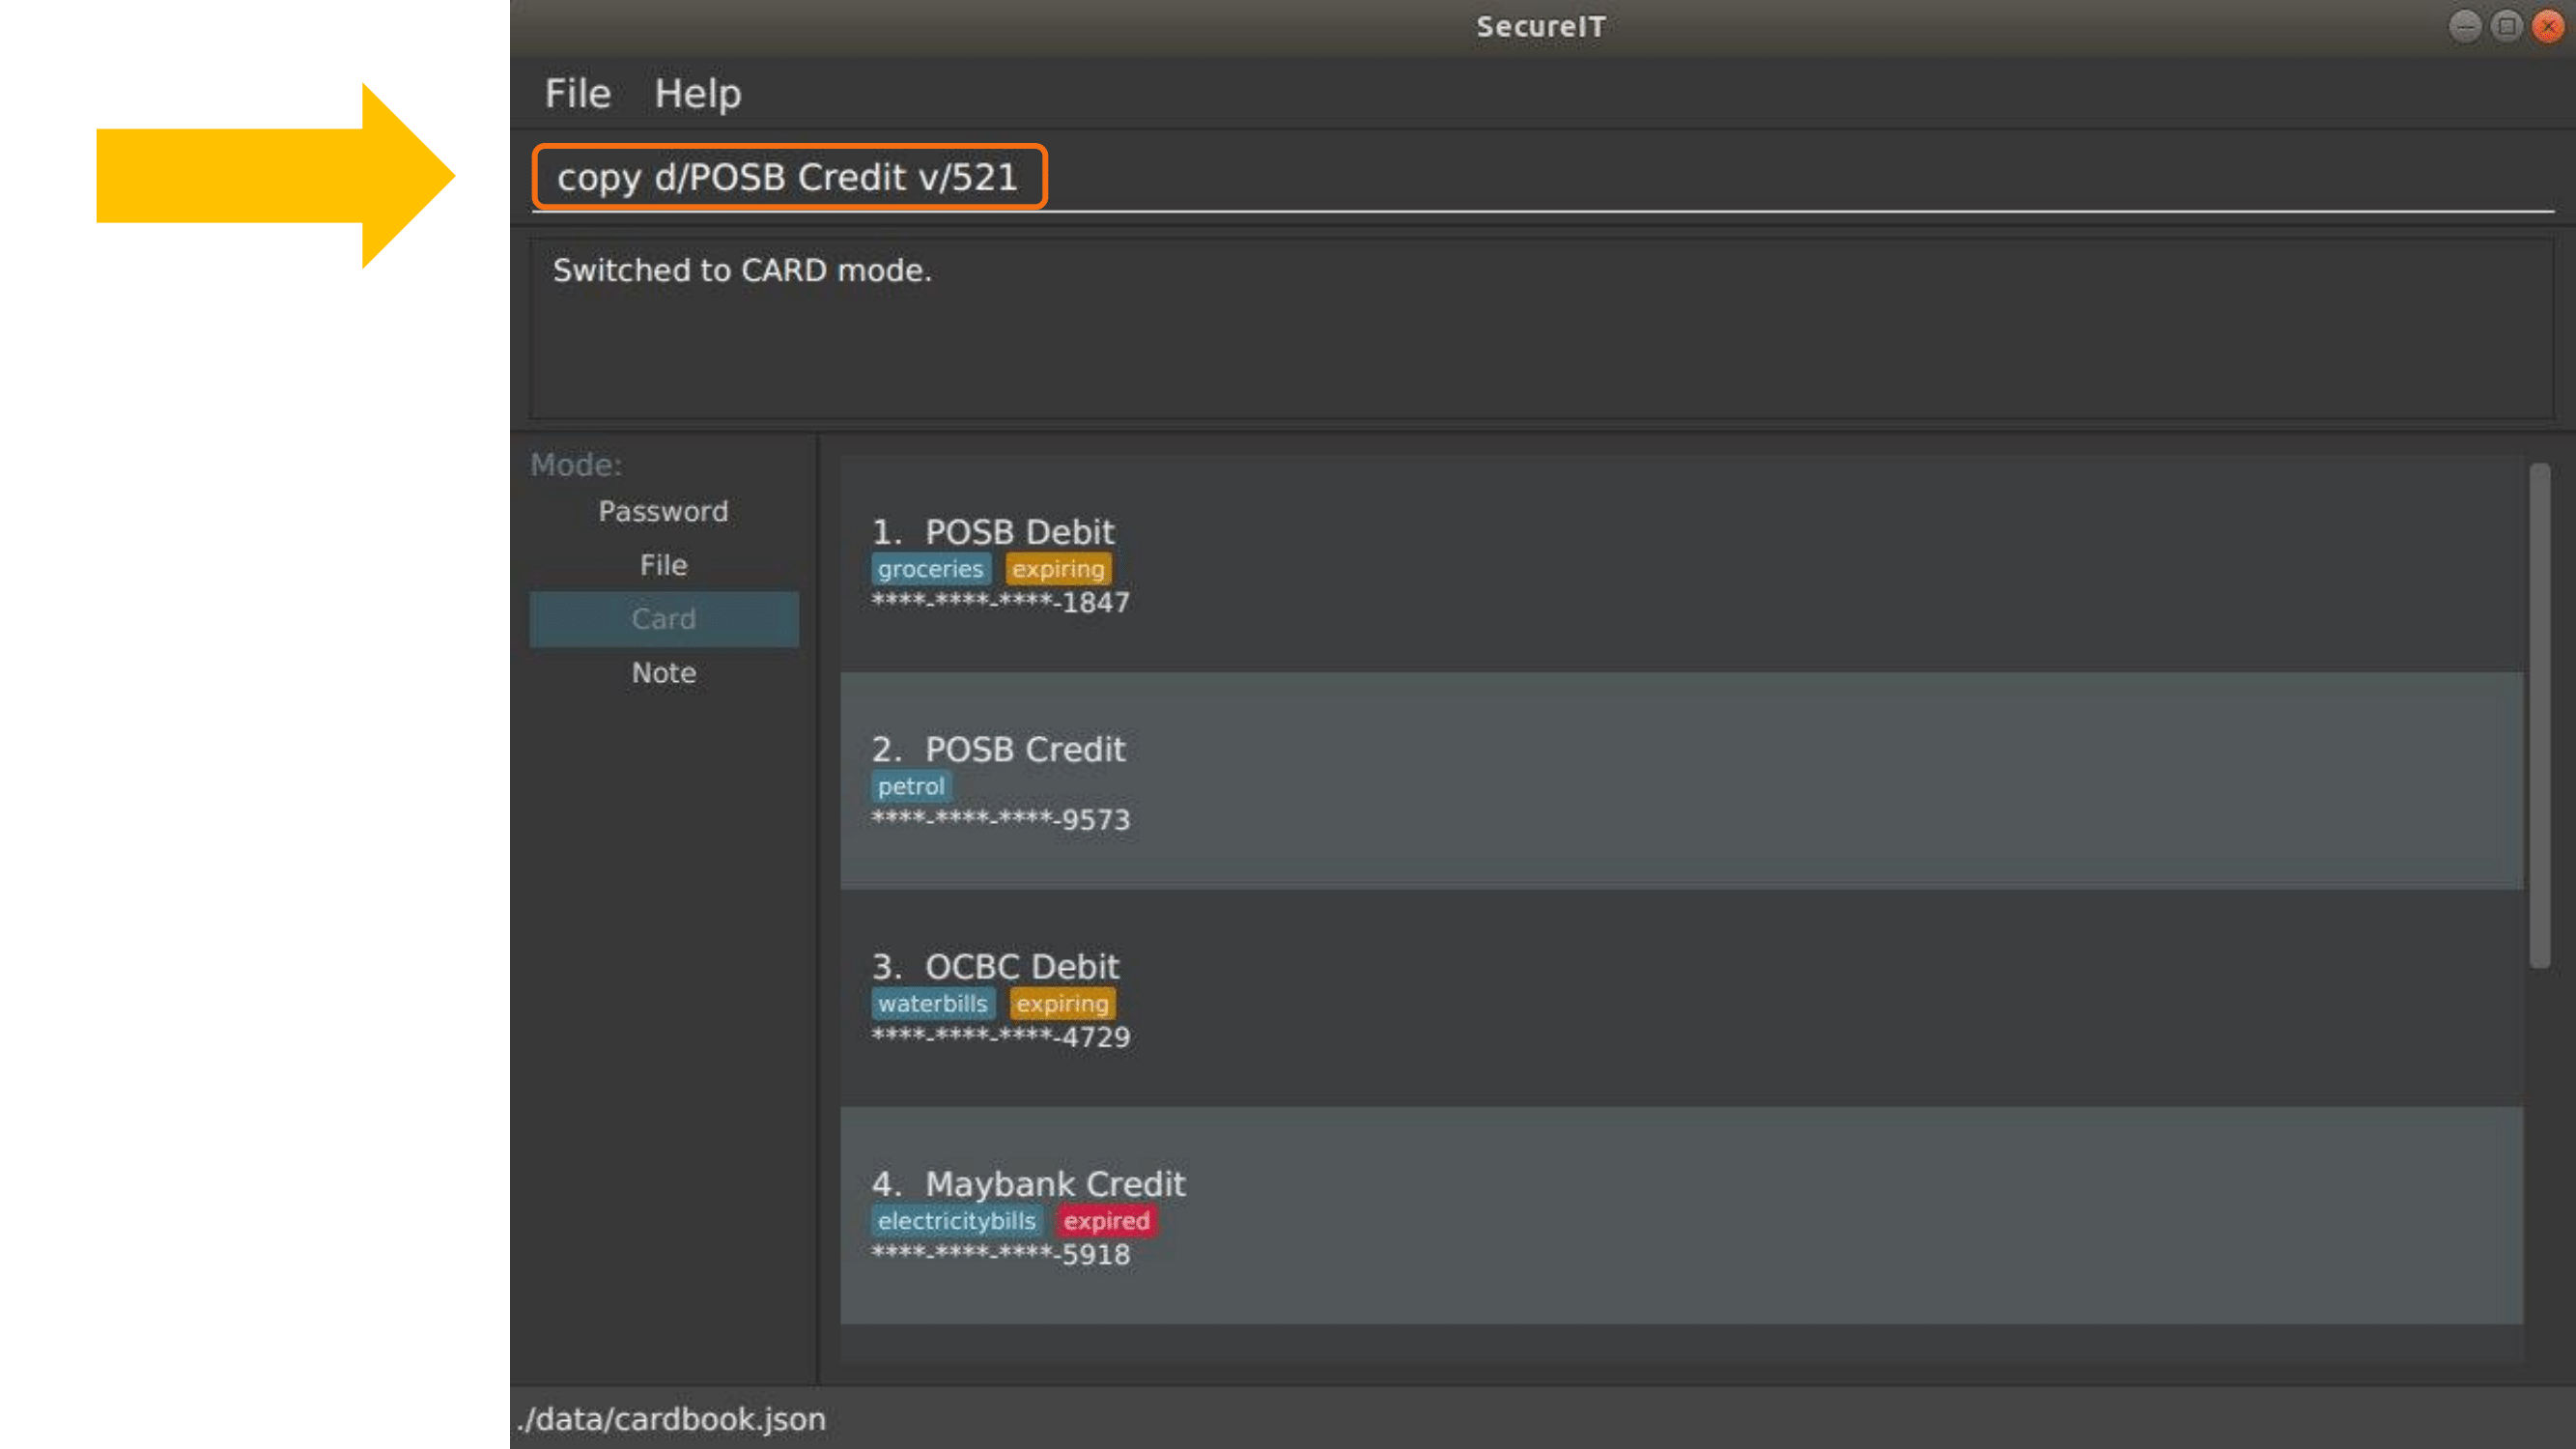 SecureIT
File Help
copy d/POSB Credit v/521
Switched to CARD mode.
Mode:
Password
File
Card
Note
1. POSB Debit
groceries expiring
****-****-****-1847
2. POSB Credit
petrol
****-****-****-9573
3. OCBC Debit
waterbills expiring
****-****-****-4729
4. Maybank Credit
electricitybills expired
****-****-****-5918
./data/cardbook.json